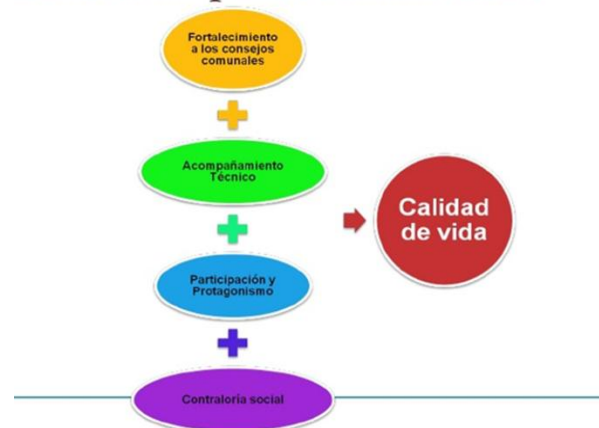 Fortalecimiento
a los consejos
comunales
Acompañamiento
Técnico
Participación y
Protagonismo
Contraloría social
Calidad
de vida